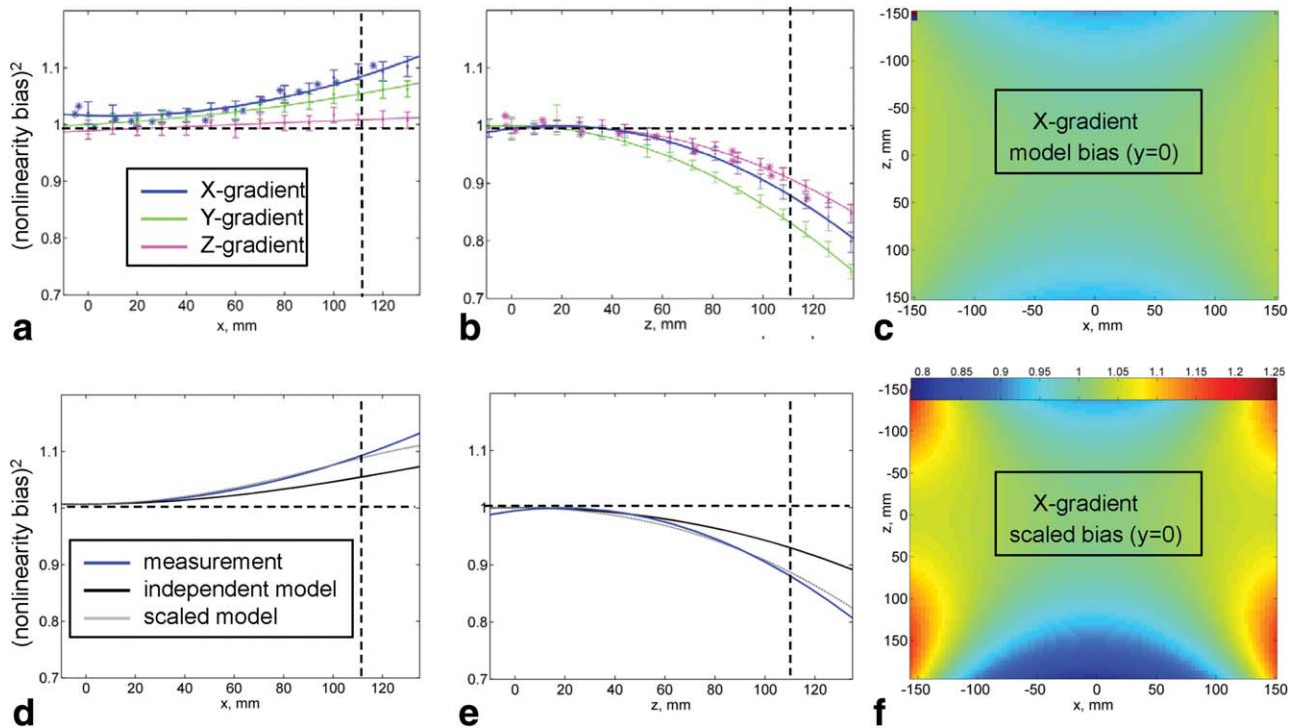 (nonlinearity bias)²
1.1
1
0.9
0.8
0.7
X-gradient
Y-gradient
Z-gradient
0 20 40 60 80 100 120
x, mm
a
1.1
1
0.9
0.8
0.7
0 20 40 60 80 100 120
z, mm
b
z, mm
-150
-100
-50
0
50
100
150
X-gradient
model bias (y=0)
-150 -100 -50 0 50 100 150
x, mm
c
(nonlinearity bias)²
1.1
1
0.9
0.8
0.7
measurement
independent model
scaled model
0 20 40 60 80 100 120
x, mm
d
1.1
1
0.9
0.8
0.7
0 20 40 60 80 100 120
z, mm
e
0.8 0.85 0.9 0.95 1 1.05 1.1 1.15 1.2 1.25
z, mm
-150
-100
-50
0
50
100
150
X-gradient
scaled bias (y=0)
-150 -100 -50 0 50 100 150
x, mm
f